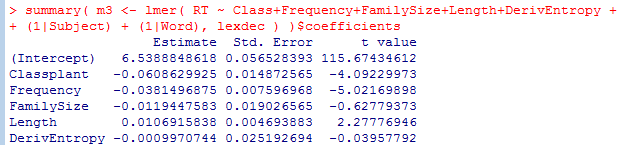 > summary( m3 <- lmer( RT ~ Class+Frequency+FamilySize+Length+DerivEntropy +
+ (1|Subject) + (1|Word), lexdec ) )$coefficients
Estimate Std. Error t value
(Intercept) 6.5388848618 0.056528393 115.67434612
Classplant -0.0608629925 0.014872565 -4.09229973
Frequency -0.0381496875 0.007596968 -5.02169898
FamilySize -0.0119447583 0.019026565 -0.62779373
Length 0.0106915838 0.004693883 2.27776946
DerivEntropy -0.0009970744 0.025192694 -0.03957792